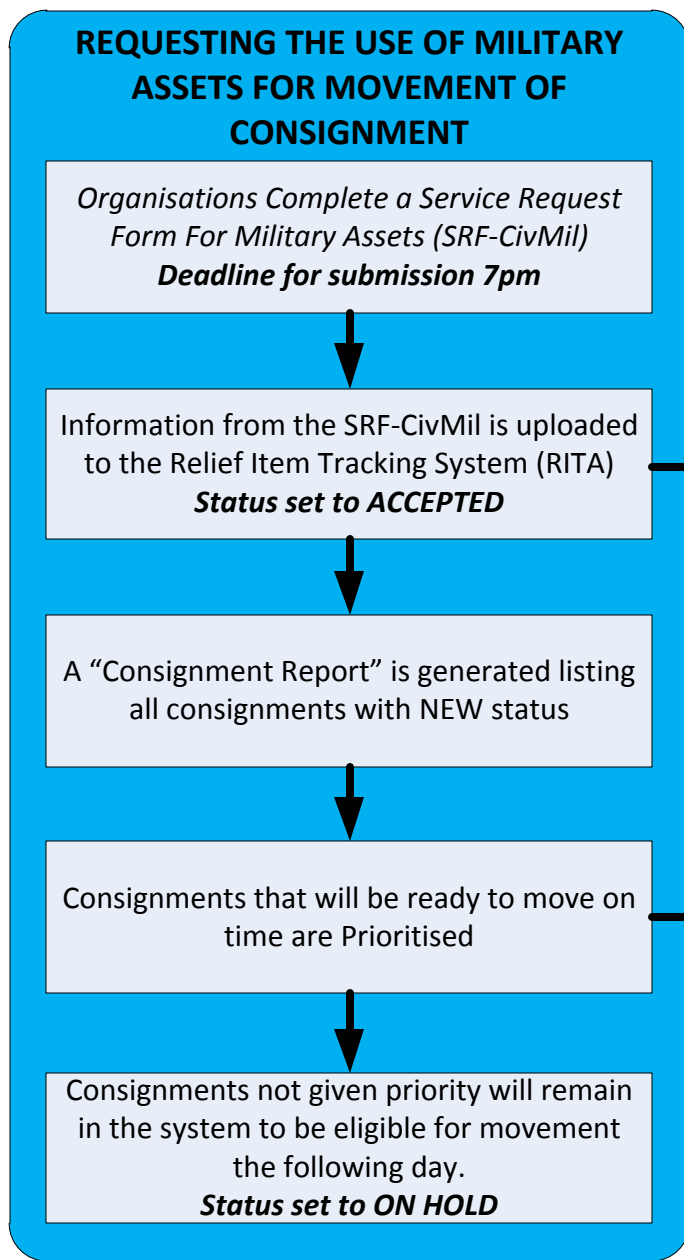 REQUESTING THE USE OF MILITARY
ASSETS FOR MOVEMENT OF
CONSIGNMENT
Organisations Complete a Service Request
Form For Military Assets (SRF-CivMil)
Deadline for submission 7pm
Information from the SRF-CivMil is uploaded
to the Relief Item Tracking System (RITA)
Status set to ACCEPTED
A “Consignment Report” is generated listing
all consignments with NEW status
Consignments that will be ready to move on
time are Prioritised
Consignments not given priority will remain
in the system to be eligible for movement
the following day.
Status set to ON HOLD